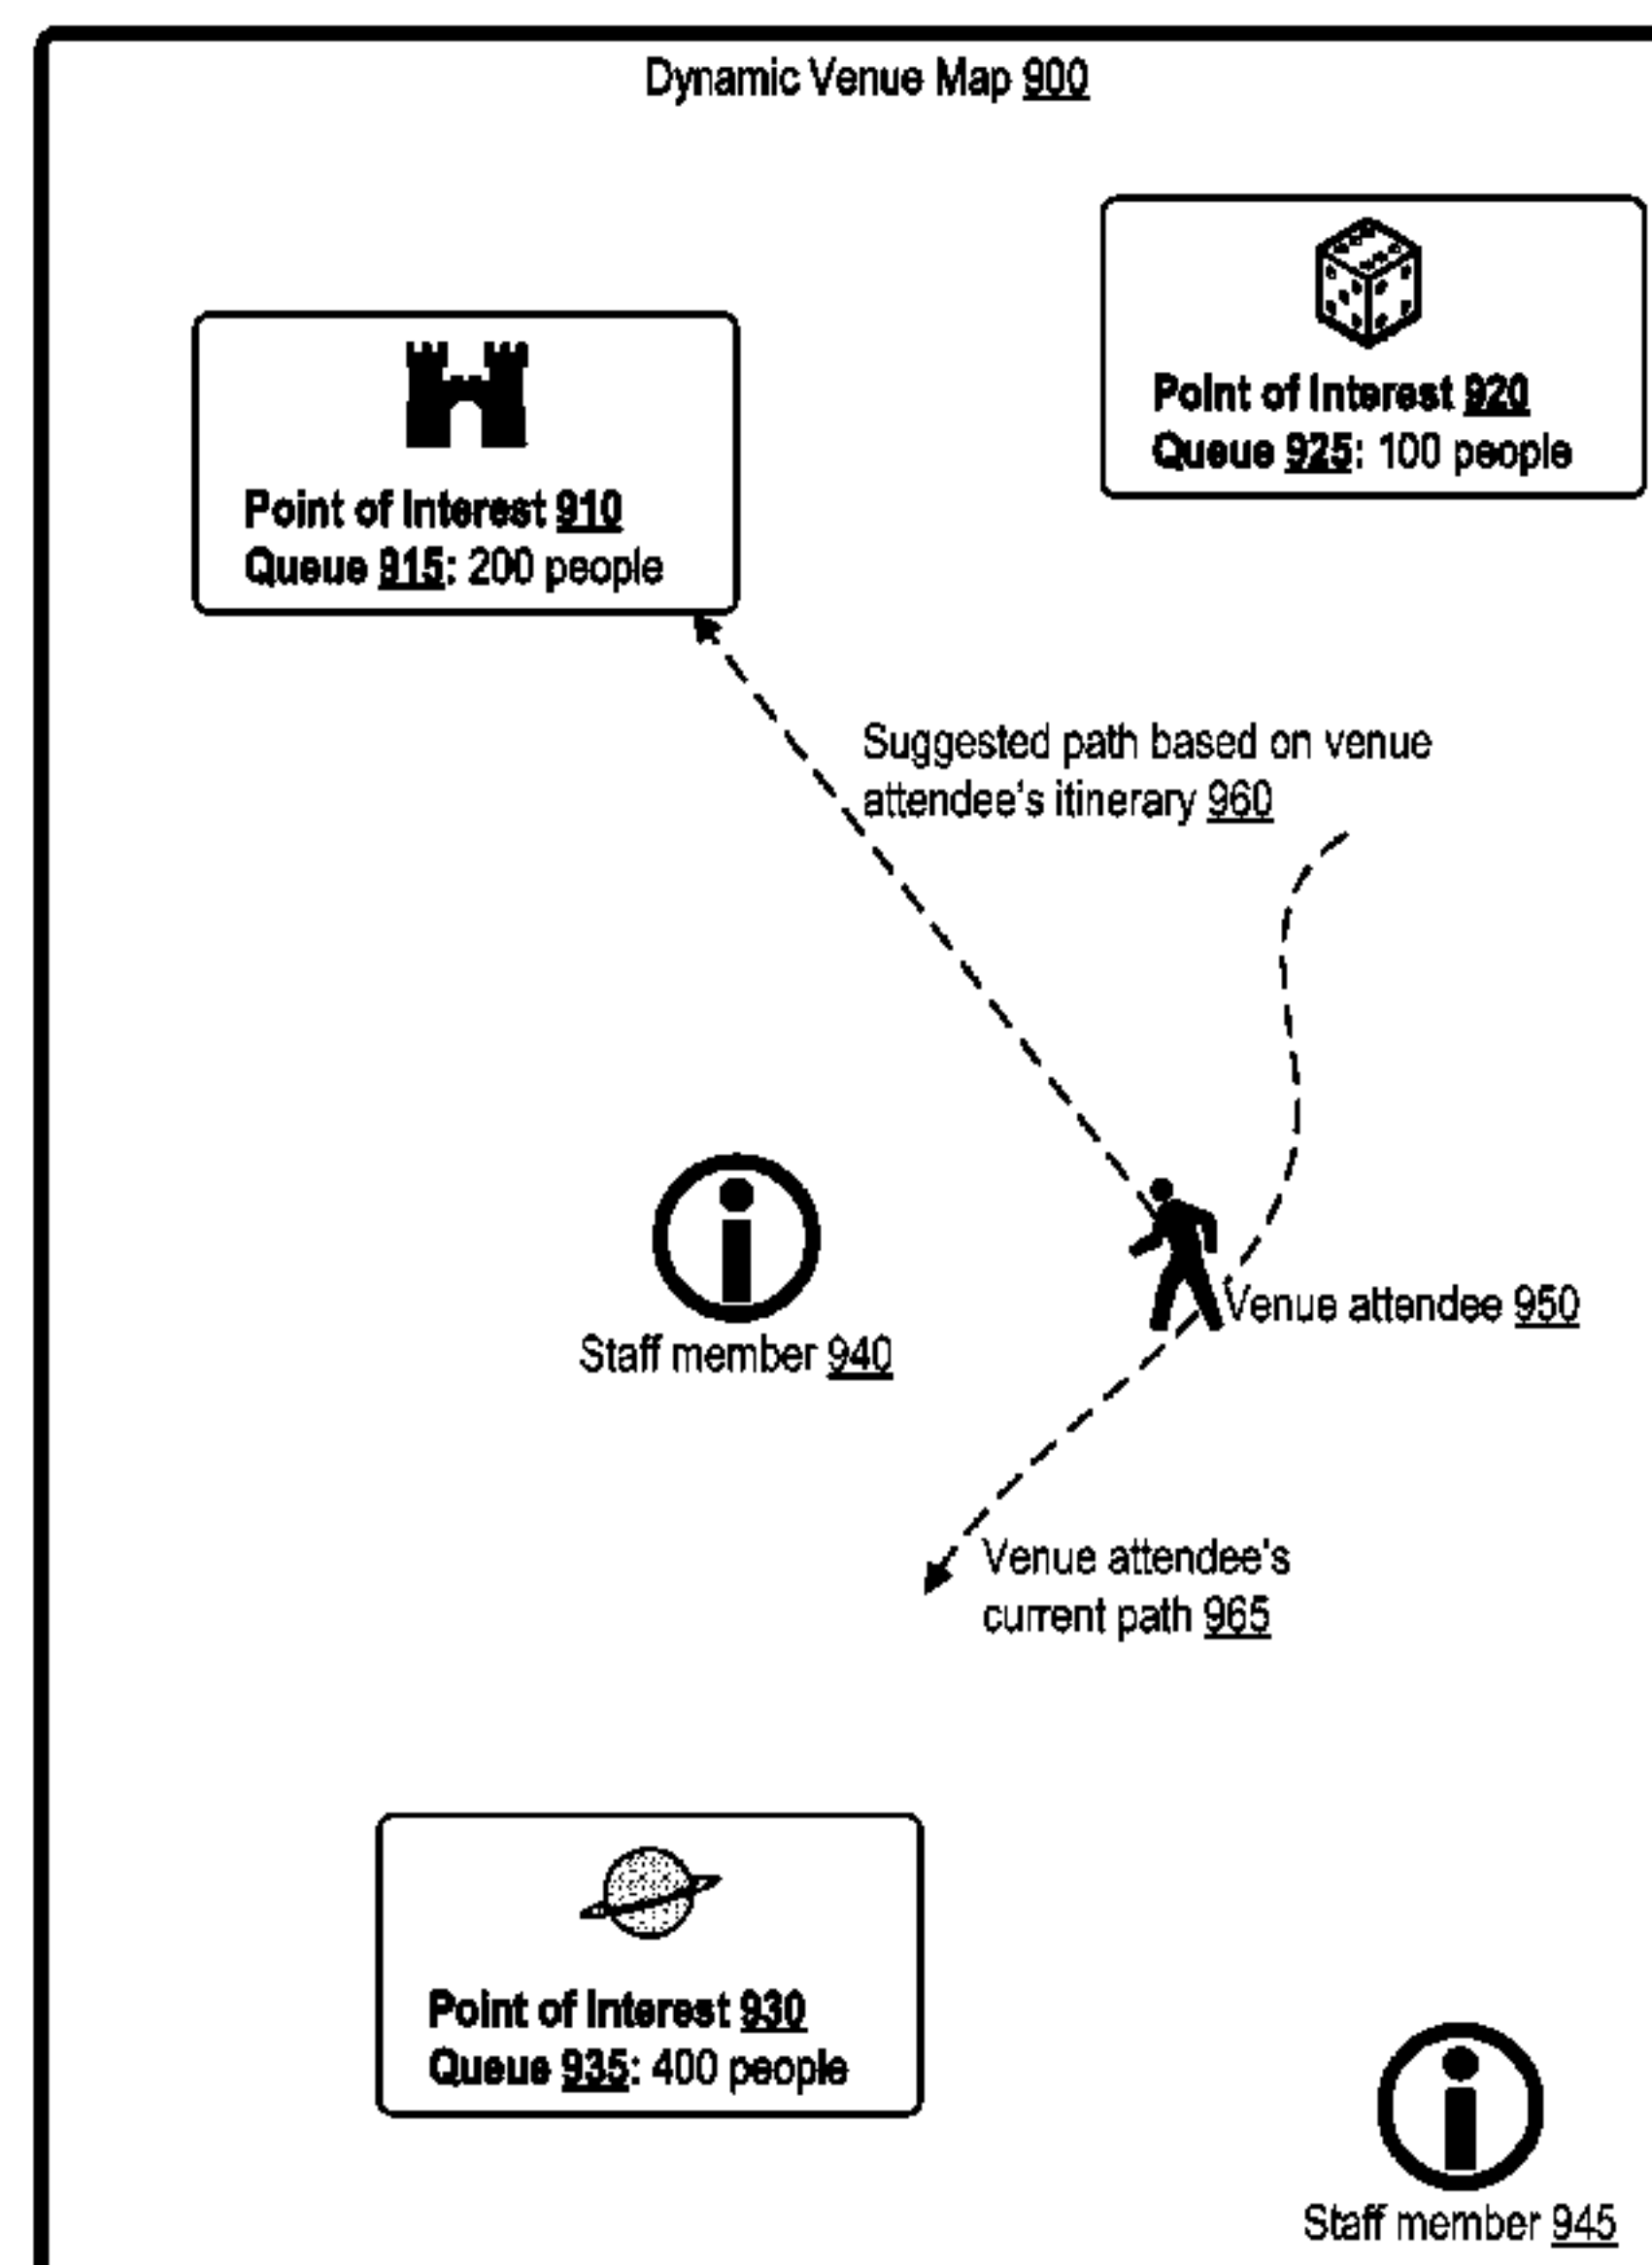 Dynamic Venue Map 900
Point of Interest 920
Queue 925: 100 people
Point of Interest 910
Queue 915: 200 people
Suggested path based on venue
attendee's itinerary 960
Venue attendee 950
Staff member 940
Venue attendee's
current path 965
Point of Interest 930
Queue 935: 400 people
Staff member 945